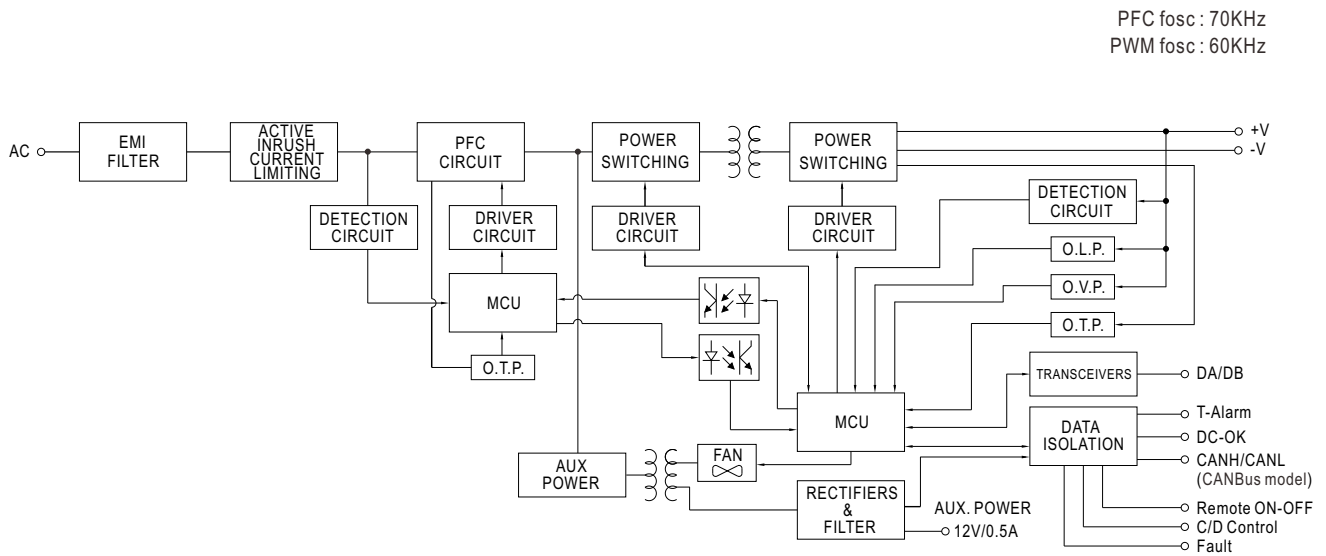 PFC fosc : 70KHz
PWM fosc : 60KHz
AC
EMI
FILTER
ACTIVE
INRUSH
CURRENT
LIMITING
PFC
CIRCUIT
POWER
SWITCHING
POWER
SWITCHING
+V
-V
DETECTION
CIRCUIT
DRIVER
CIRCUIT
DRIVER
CIRCUIT
DRIVER
CIRCUIT
DETECTION
CIRCUIT
O.L.P.
O.V.P.
O.T.P.
MCU
O.T.P.
TRANSCEIVERS
DA/DB
MCU
DATA
ISOLATION
T-Alarm
DC-OK
CANH/CANL
(CANBus model)
Remote ON-OFF
C/D Control
Fault
AUX
POWER
FAN
RECTIFIERS
&
FILTER
AUX. POWER
12V/0.5A